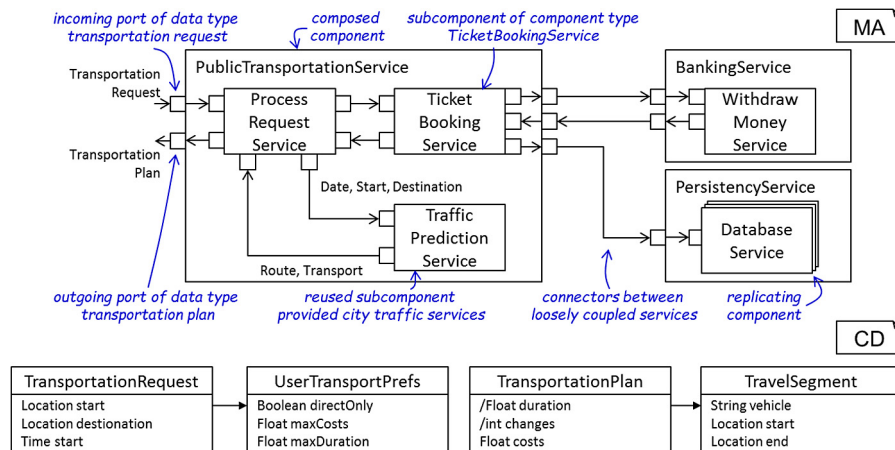 incoming port of data type
transportation request
composed
component
subcomponent of component type
TicketBookingService
MA
Transportation
Request
PublicTransportationService
BankingService
Process
Request
Service
Ticket
Booking
Service
Withdraw
Money
Service
Transportation
Plan
Date, Start, Destination
PersistencyService
Traffic
Prediction
Service
Database
Service
Route, Transport
outgoing port of data type
transportation plan
reused subcomponent
provided city traffic services
connectors between
loosely coupled services
replicating
component
CD
TransportationRequest
Location start
Location destionation
Time start
UserTransportPrefs
Boolean directOnly
Float maxCosts
Float maxDuration
TransportationPlan
/Float duration
/int changes
Float costs
TravelSegment
String vehicle
Location start
Location end